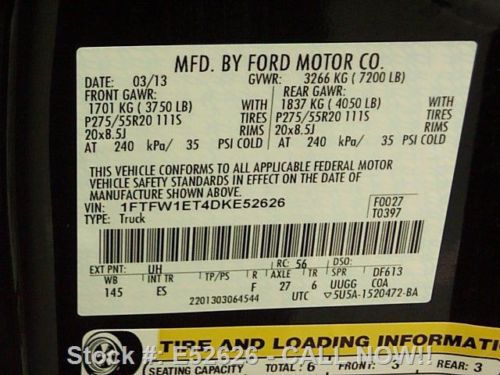 MFD. BY FORD MOTOR CO.
DATE: 03/13 GVWR: 3266 KG (7200 LB)
FRONT GAWR: REAR GAWR:
1701 KG (3750 LB) WITH 1837 KG (4050 LB) WITH
P275/55R20 111S TIRES P275/55R20 111S TIRES
20x8.5J RIMS 20x8.5J RIMS
AT 240 kPa/ 35 PSI COLD AT 240 kPa/ 35 PSI COLD
THIS VEHICLE CONFORMS TO ALL APPLICABLE FEDERAL MOTOR
VEHICLE SAFETY STANDARDS IN EFFECT ON THE DATE OF
MANUFACTURE SHOWN ABOVE.
VIN: 1FTFW1ET4DKE52626 F0027
TYPE: Truck T0397
EXT PNT: UH RC: 56 DF613
WB INT TR TP/PS R AXLE TR SPR COA
145 ES F 27 6 UUGG
2201303064544 UTC 5U5A-1520472-BA
TIRE AND LOADING INFORMATION
SEATING CAPACITY TOTAL : 6 FRONT : 3 REAR : 3
Stock #: E52626 - CALL NOW!!